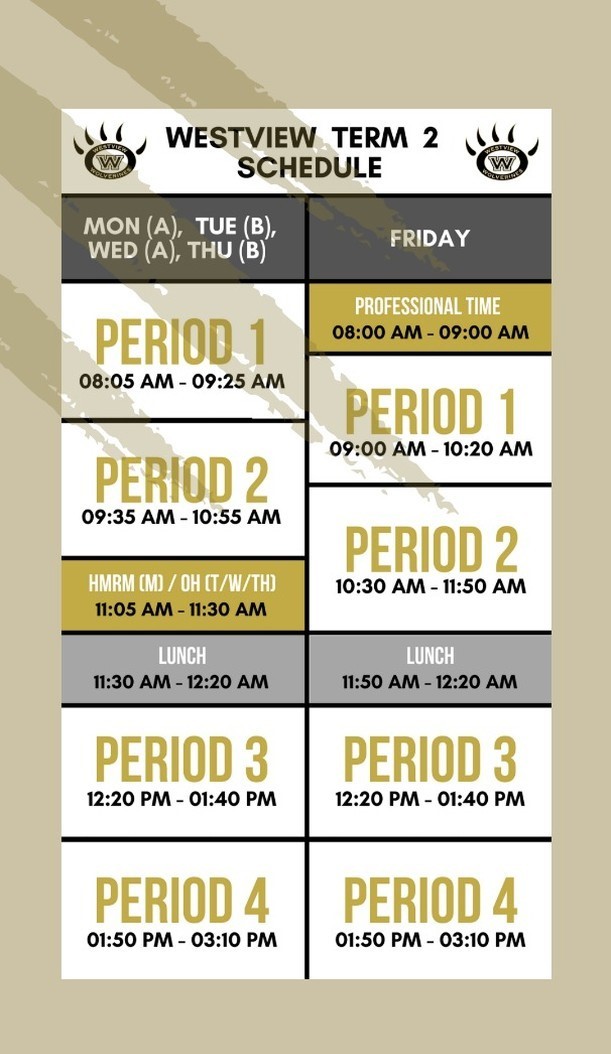 WESTVIEW TERM 2
SCHEDULE
WESTVIEW
W
WOLVERINES
WESTVIEW
W
WOLVERINES
MON (A), TUE (B),
WED (A), THU (B)
PERIOD 1
08:05 AM - 09:25 AM
PERIOD 2
09:35 AM - 10:55 AM
HMRM (M) / OH (T/W/TH)
11:05 AM - 11:30 AM
LUNCH
11:30 AM - 12:20 AM
PERIOD 3
12:20 PM - 01:40 PM
PERIOD 4
01:50 PM - 03:10 PM
FRIDAY
PROFESSIONAL TIME
08:00 AM - 09:00 AM
PERIOD 1
09:00 AM - 10:20 AM
PERIOD 2
10:30 AM - 11:50 AM
LUNCH
11:50 AM - 12:20 AM
PERIOD 3
12:20 PM - 01:40 PM
PERIOD 4
01:50 PM - 03:10 PM